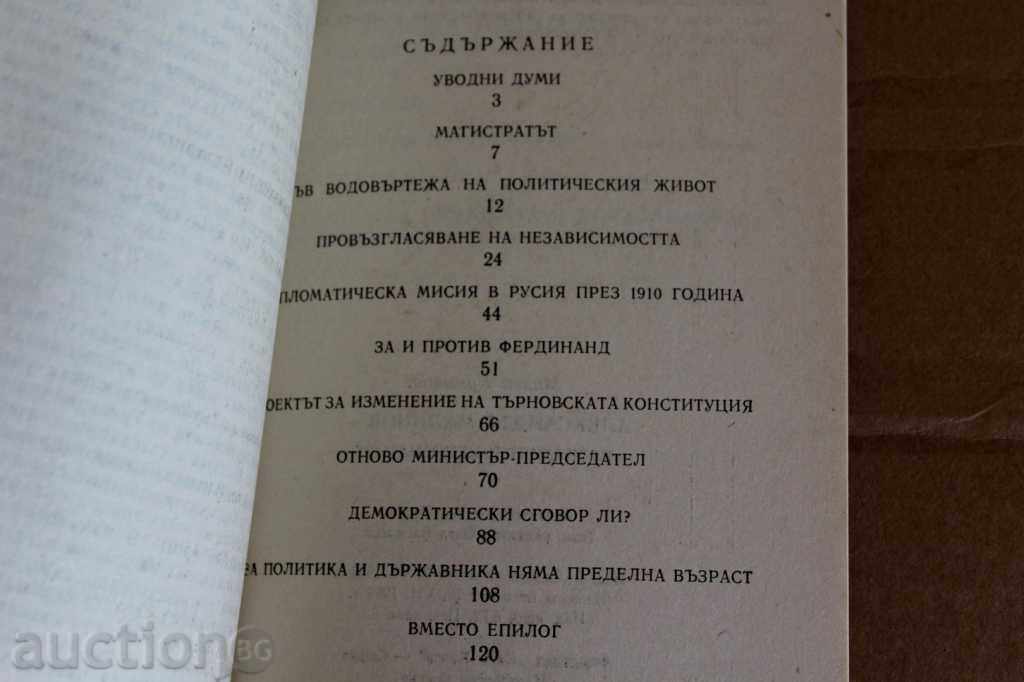 СЪДЪРЖАНИЕ
УВОДНИ ДУМИ
3
МАГИСТРАТЪТ
7
ЪВ ВОДОВЪРТЕЖА НА ПОЛИТИЧЕСКИЯ ЖИВОТ
12
ПРОВЪЗГЛАСЯВАНЕ НА НЕЗАВИСИМОСТТА
24
ПЛОМАТИЧЕСКА МИСИЯ В РУСИЯ ПРЕЗ 1910 ГОДИНА
44
ЗА И ПРОТИВ ФЕРДИНАНД
51
ОЕКТЪТ ЗА ИЗМЕНЕНИЕ НА ТЪРНОВСКАТА КОНСТИТУЦИЯ
66
ОТНОВО МИНИСТЪР-ПРЕДСЕДАТЕЛ
70
ДЕМОКРАТИЧЕСКИ СГОВОР ЛИ?
88
ЗА ПОЛИТИКА И ДЪРЖАВНИКА НЯМА ПРЕДЕЛНА ВЪЗРАСТ
108
ВМЕСТО ЕПИЛОГ
120
auction BG